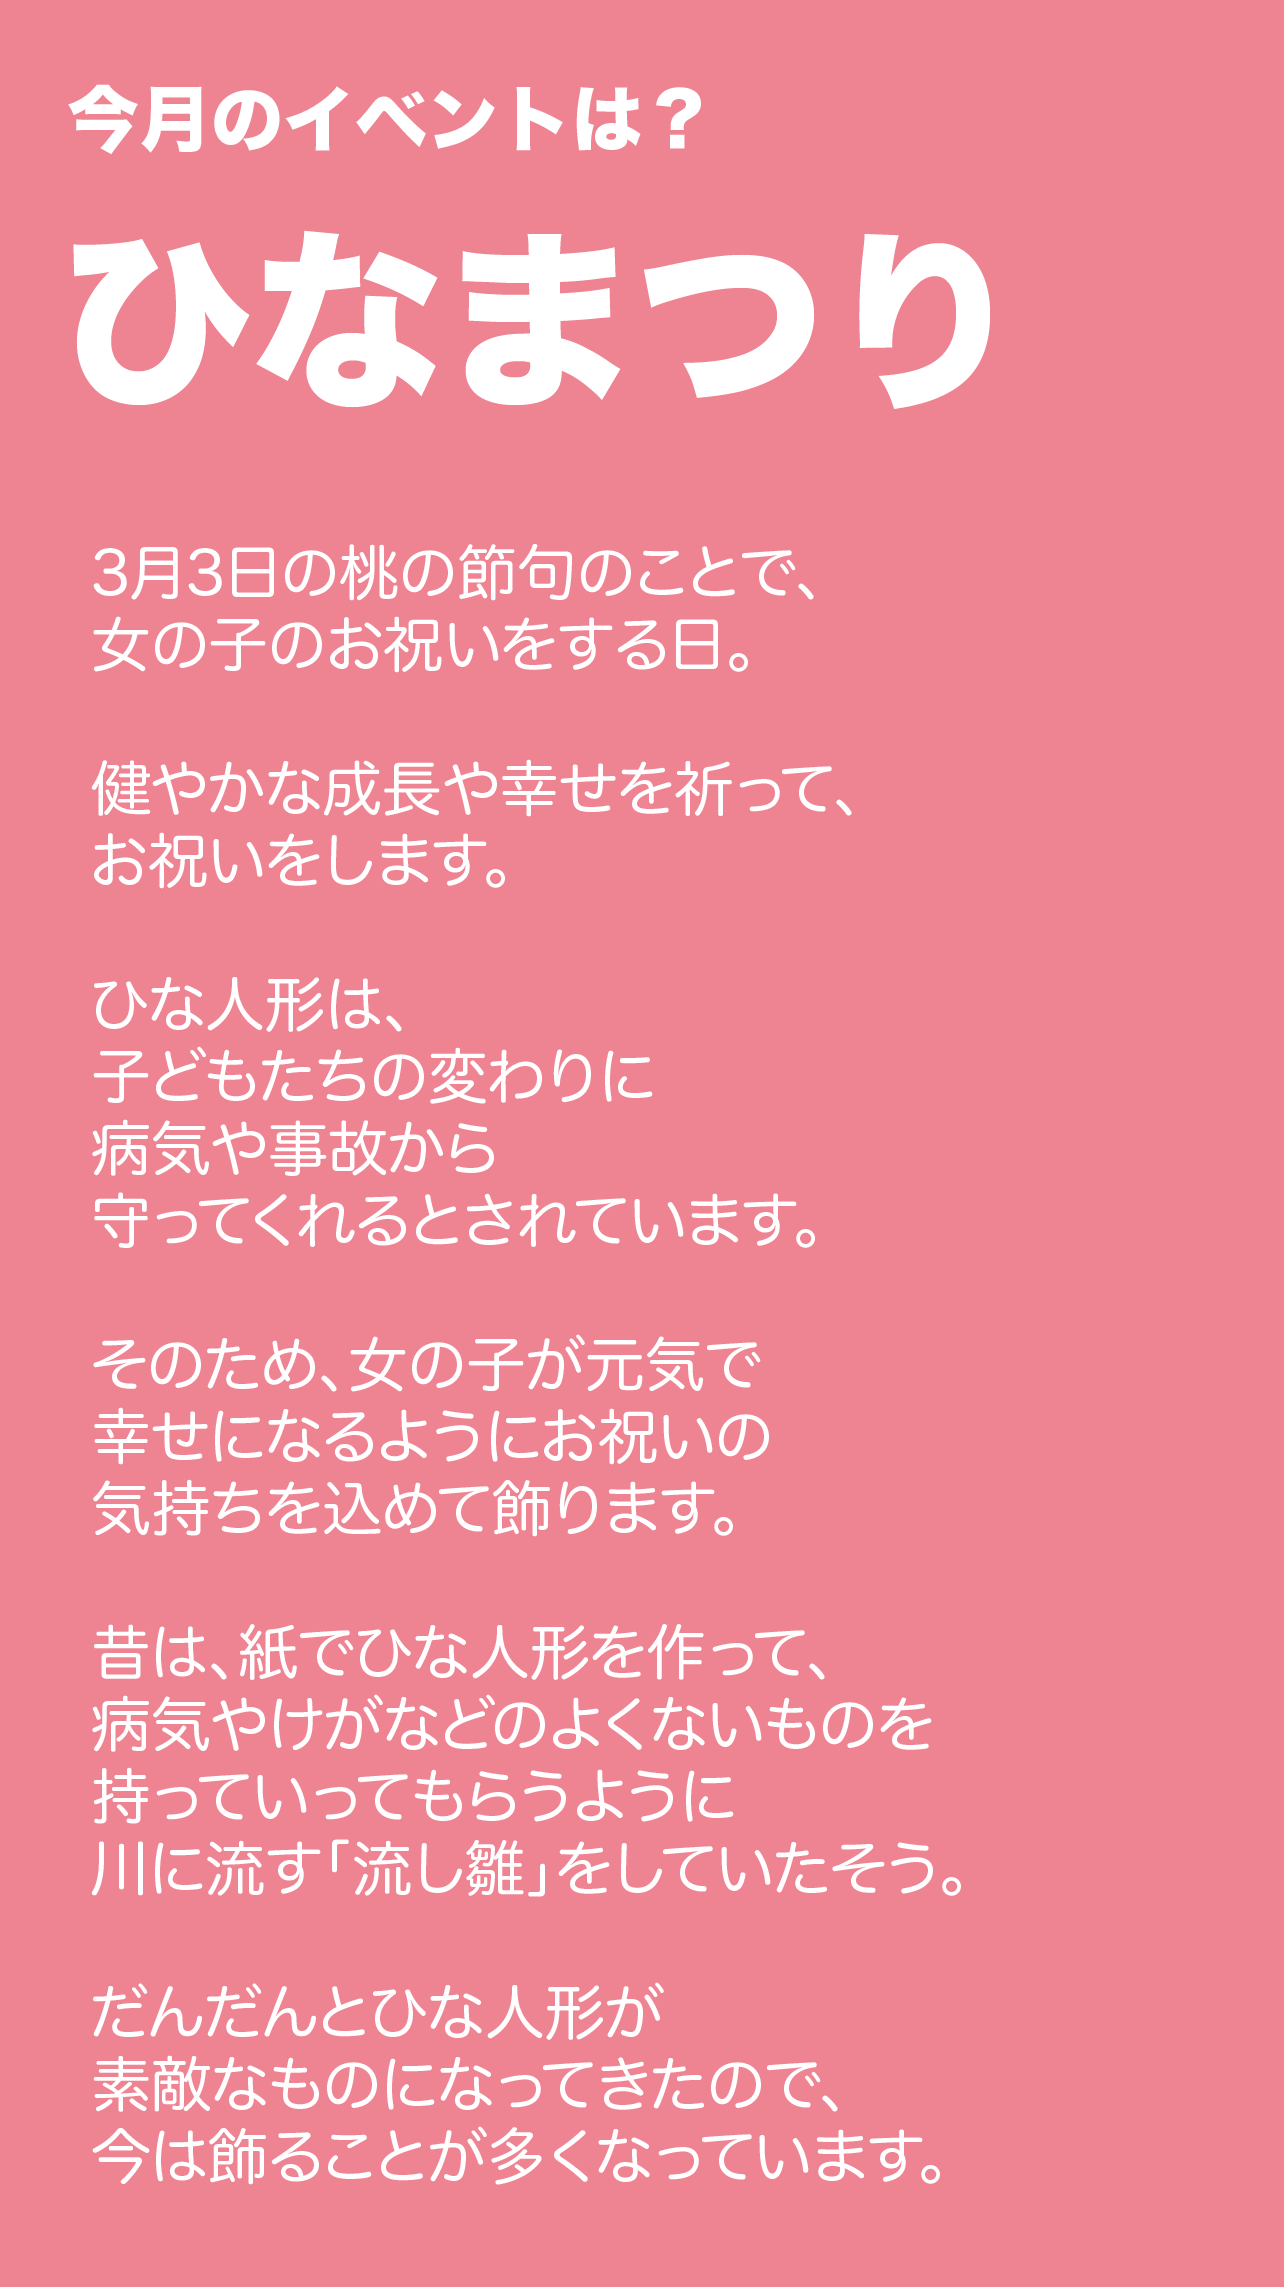 今月のイベントは？
ひなまつり
3月3日の桃の節句のことで、
女の子のお祝いをする日。
健やかな成長や幸せを祈って、
お祝いをします。
ひな人形は、
子どもたちの変わりに
病気や事故から
守ってくれるとされています。
そのため、女の子が元気で
幸せになるようにお祝いの
気持ちを込めて飾ります。
昔は、紙でひな人形を作って、
病気やけがなどのよくないものを
持っていってもらうように
川に流す「流し雛」をしていたそう。
だんだんとひな人形が
素敵なものになってきたので、
今は飾ることが多くなっています。